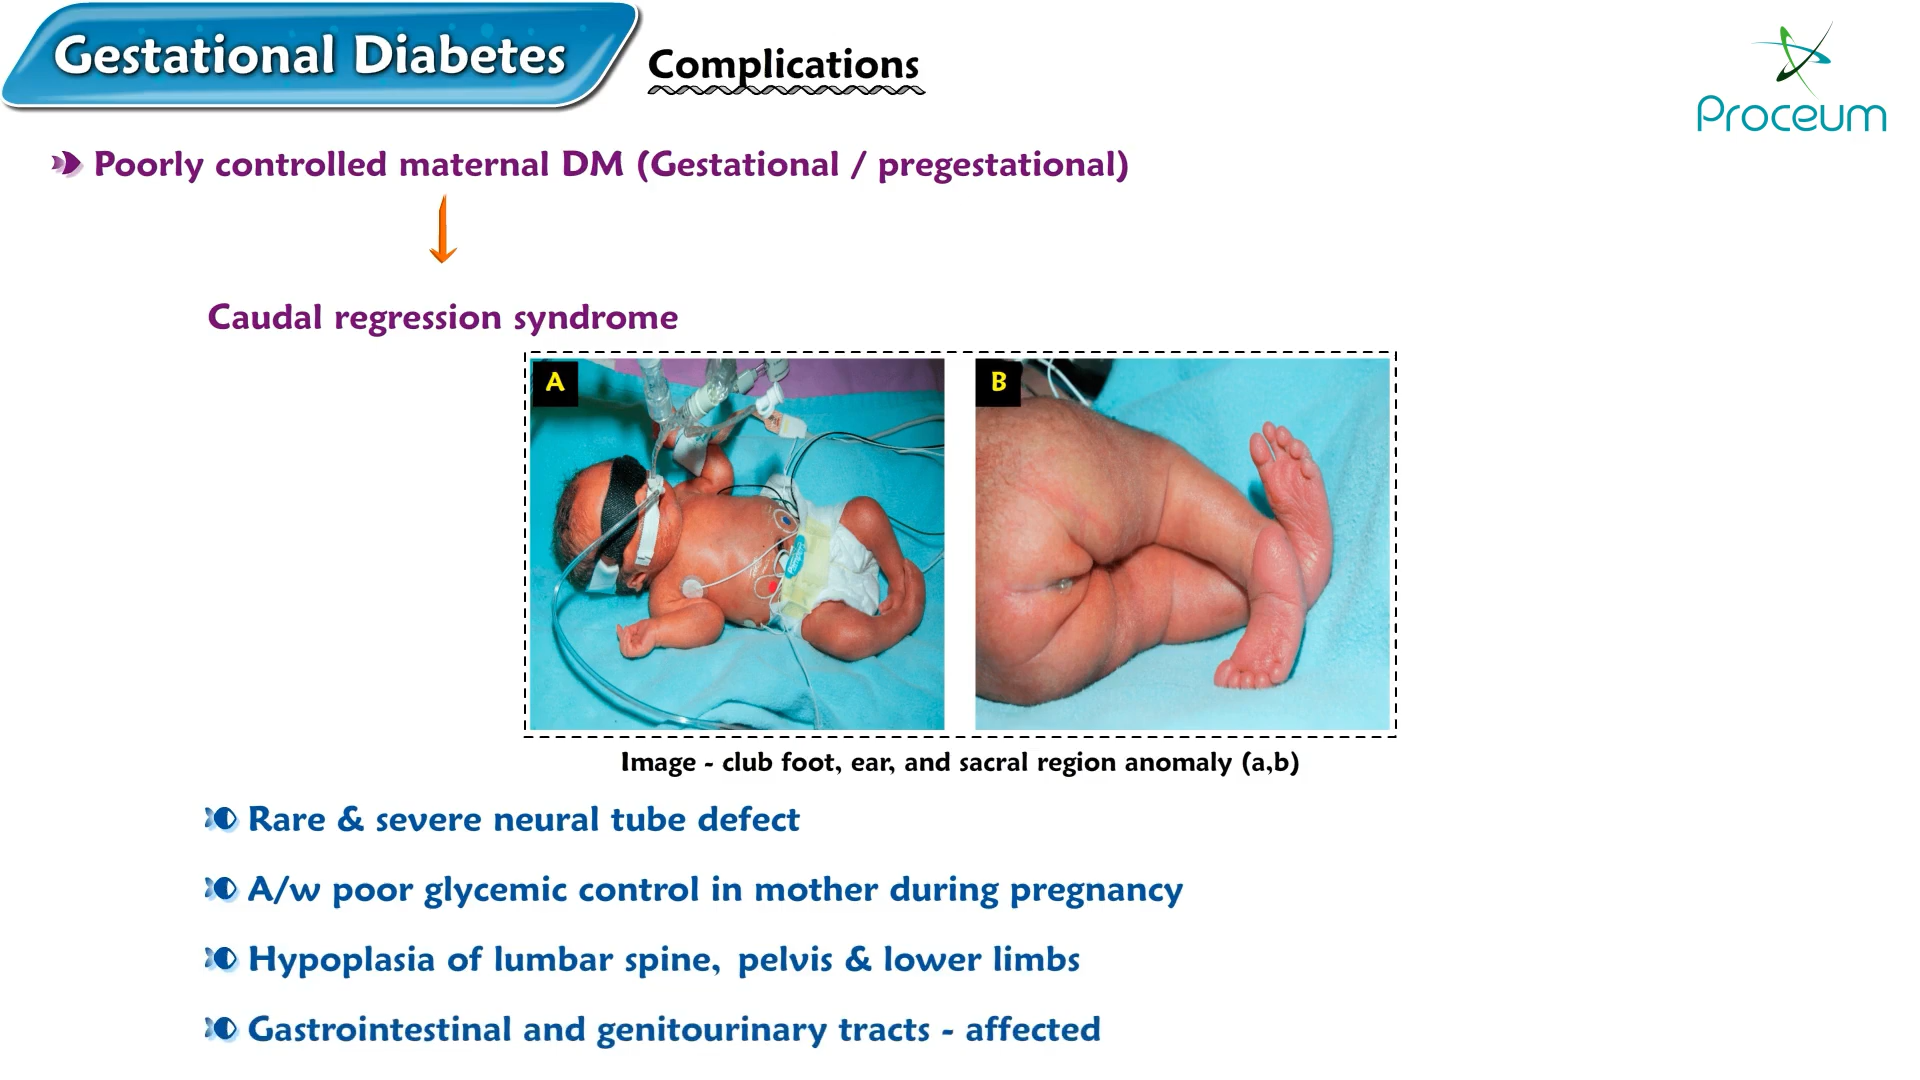 Gestational Diabetes
Complications
Proceum
Poorly controlled maternal DM (Gestational / pregestational)
Caudal regression syndrome
A
B
Image - club foot, ear, and sacral region anomaly (a,b)
Rare & severe neural tube defect
A/w poor glycemic control in mother during pregnancy
Hypoplasia of lumbar spine, pelvis & lower limbs
Gastrointestinal and genitourinary tracts - affected